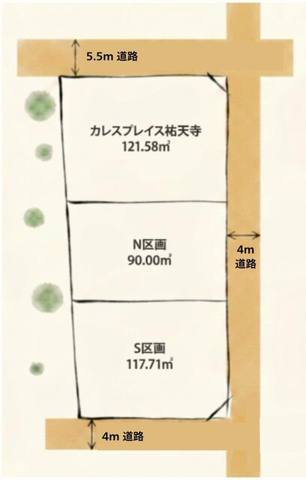 5.5m 道路
カレスプレイス祐天寺
121.58㎡
N区画
90.00㎡
4m
道路
S区画
117.71㎡
4m 道路